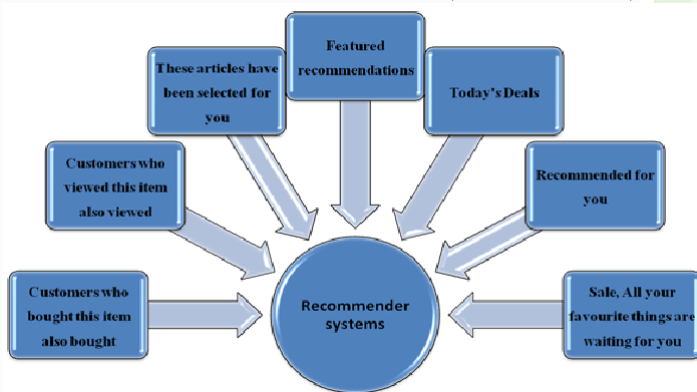 Featured
recommendations
These articles have
been selected for
you
Today's Deals
Customers who
viewed this item
also viewed
Recommended for
you
Customers who
bought this item
also bought
Recommender
systems
Sale, All your
favourite things are
waiting for you